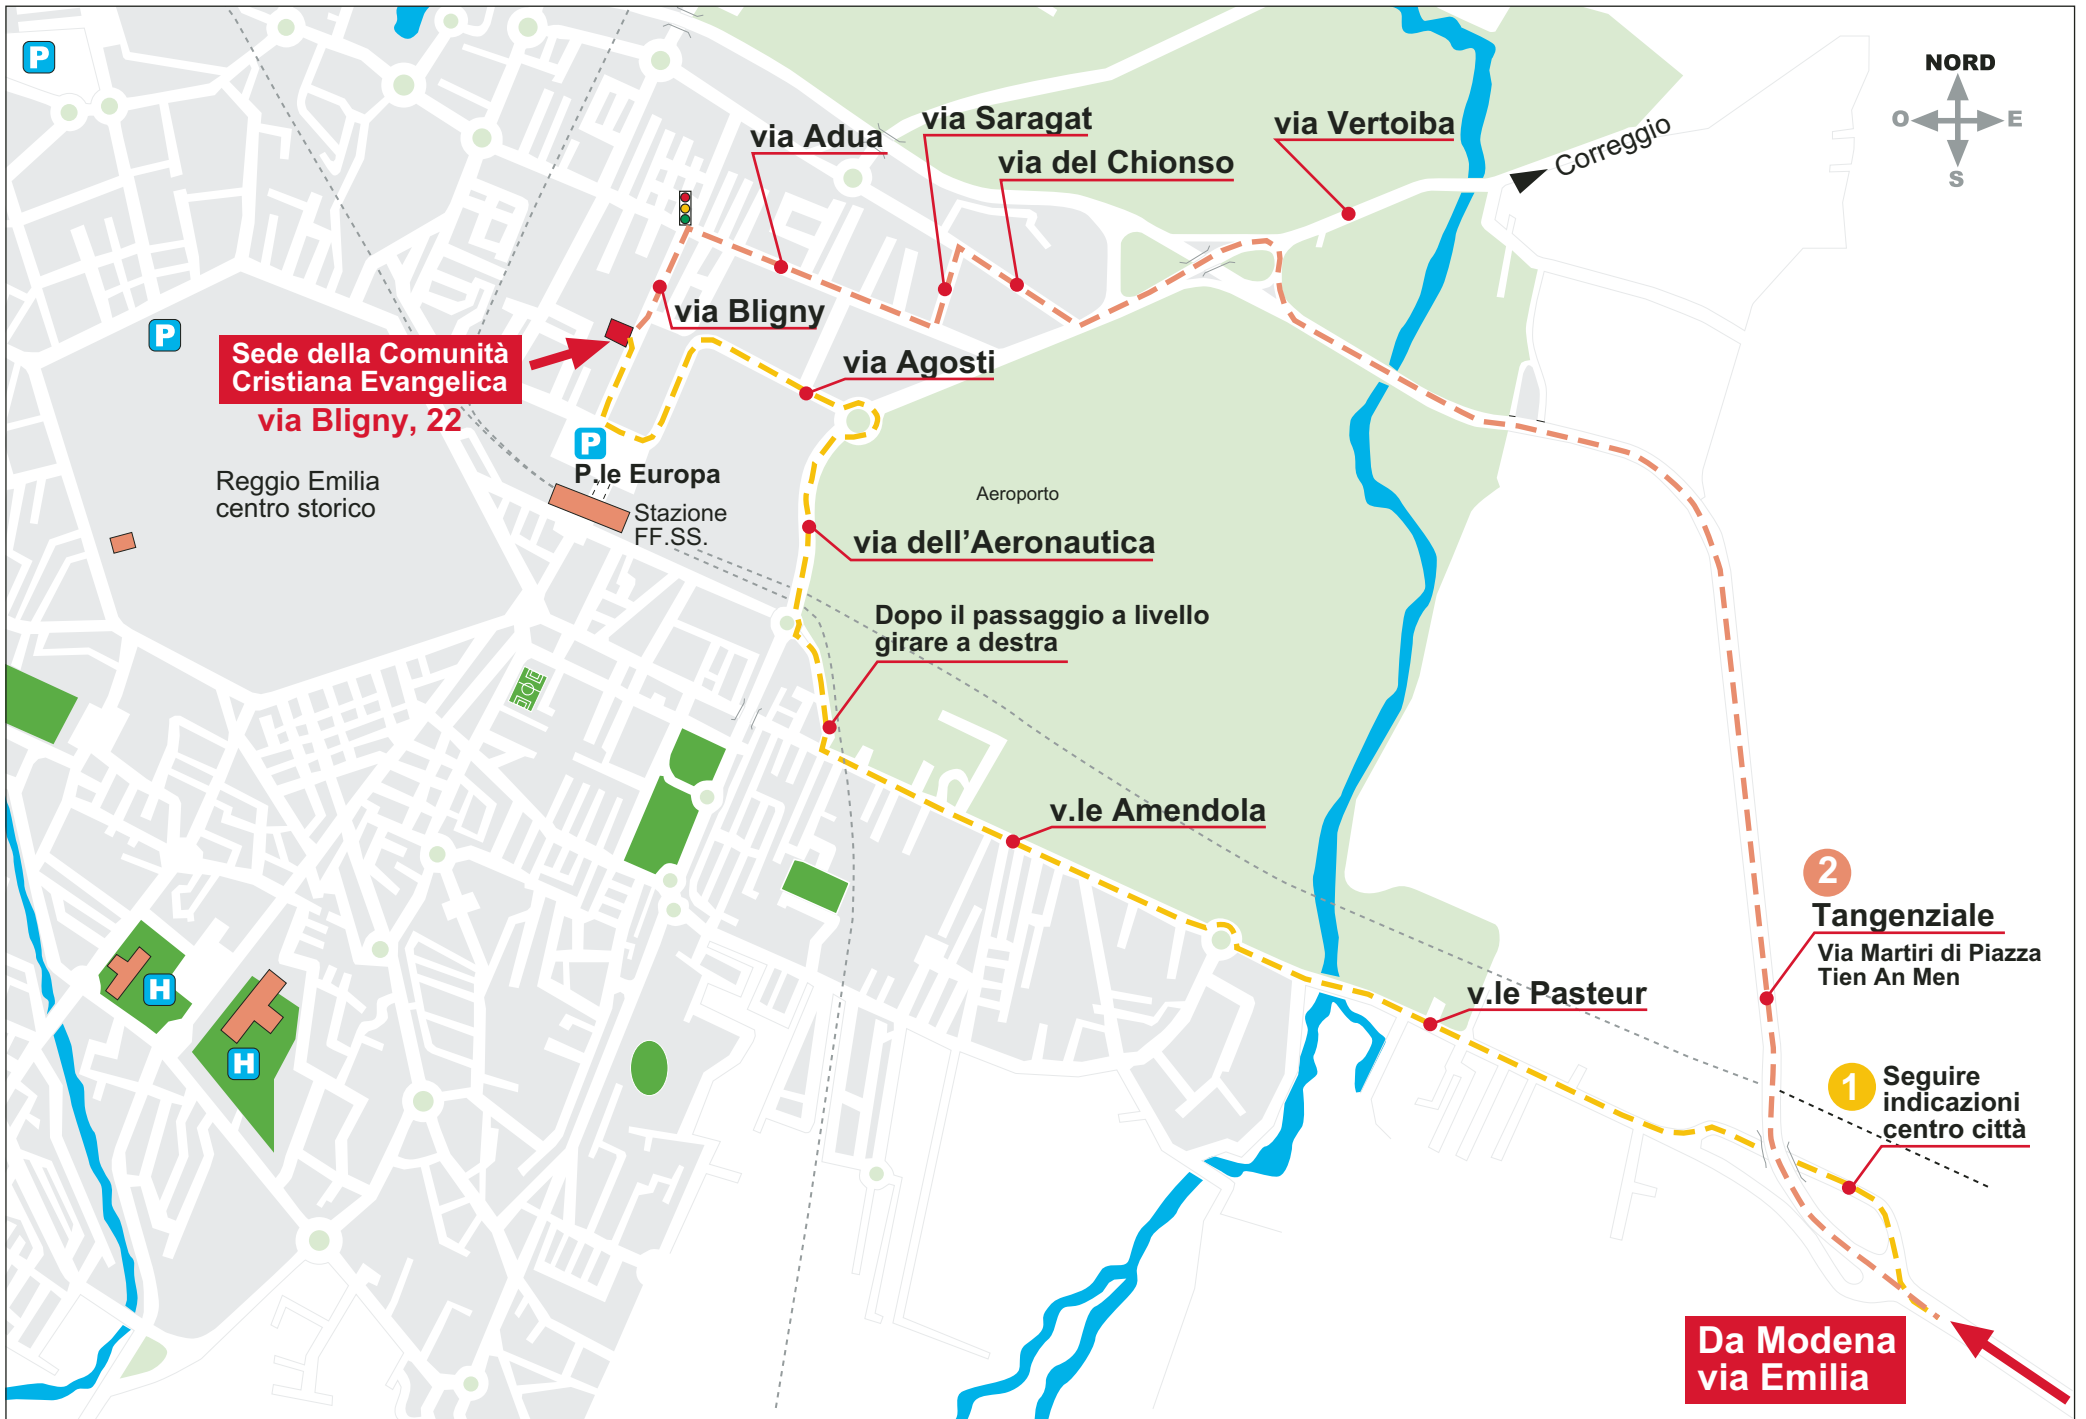 P
NORD
O
E
S
via Adua
via Saragat
via del Chionso
via Vertoiba
Correggio
via Bligny
P
Sede della Comunità
Cristiana Evangelica
via Bligny, 22
via Agosti
P
P.le Europa
Reggio Emilia
centro storico
Stazione
FF.SS.
Aeroporto
via dell’Aeronautica
Dopo il passaggio a livello
girare a destra
v.le Amendola
2
Tangenziale
Via Martiri di Piazza
Tien An Men
v.le Pasteur
H
H
1
Seguire
indicazioni
centro città
Da Modena
via Emilia